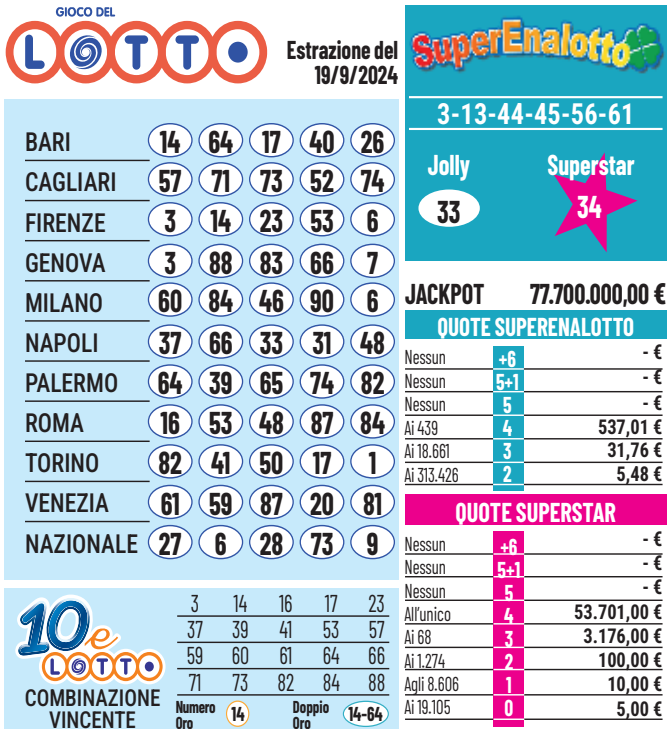 GIOCO DEL
LOTTO
Estrazione del
19/9/2024
BARI 14 64 17 40 26
CAGLIARI 57 71 73 52 74
FIRENZE 3 14 23 53 6
GENOVA 3 88 83 66 7
MILANO 60 84 46 90 6
NAPOLI 37 66 33 31 48
PALERMO 64 39 65 74 82
ROMA 16 53 48 87 84
TORINO 82 41 50 17 1
VENEZIA 61 59 87 20 81
NAZIONALE 27 6 28 73 9
10e
LOTTO
COMBINAZIONE
VINCENTE
3 14 16 17 23
37 39 41 53 57
59 60 61 64 66
71 73 82 84 88
Numero
Oro
14
Doppio
Oro
14-64
SuperEnalotto
3-13-44-45-56-61
Jolly Superstar
33 34
JACKPOT 77.700.000,00 €
QUOTE SUPERENALOTTO
Nessun +6 - €
Nessun 5+1 - €
Nessun 5 - €
Ai 439 4 537,01 €
Ai 18.661 3 31,76 €
Ai 313.426 2 5,48 €
QUOTE SUPERSTAR
Nessun +6 - €
Nessun 5+1 - €
Nessun 5 - €
All'unico 4 53.701,00 €
Ai 68 3 3.176,00 €
Ai 1.274 2 100,00 €
Agli 8.606 1 10,00 €
Ai 19.105 0 5,00 €